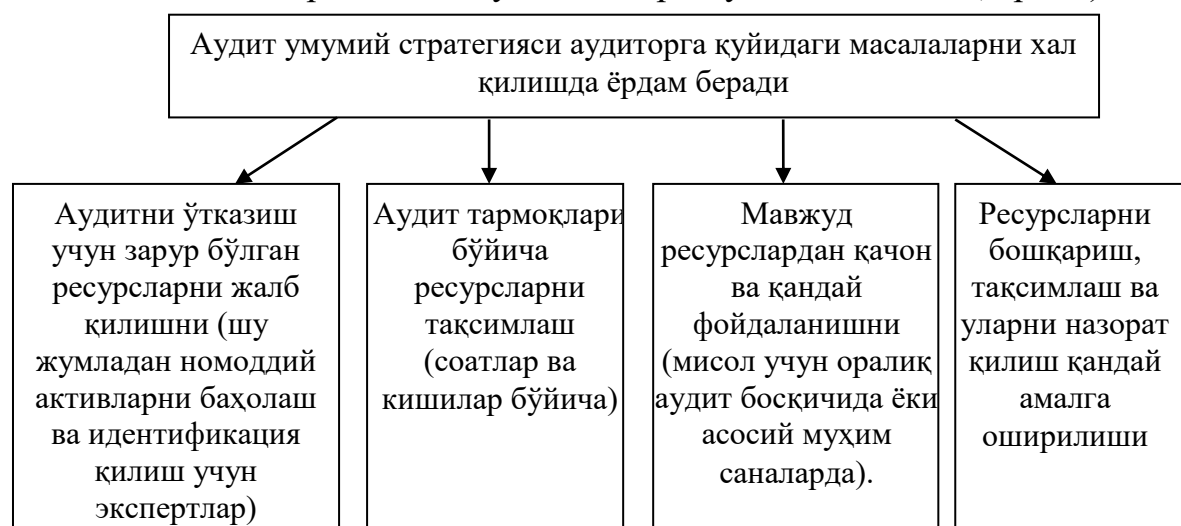 Аудит умумий стратегияси аудиторга қуйидаги масалаларни хал
қилишда ёрдам беради
Аудитни ўтказиш
учун зарур бўлган
ресурсларни жалб
қилишни (шу
жумладан номоддий
активларни баҳолаш
ва идентификация
қилиш учун
экспертлар)
Аудит тармоқлари
бўйича
ресурсларни
тақсимлаш
(соатлар ва
кишилар бўйича)
Мавжуд
ресурслардан қачон
ва қандай
фойдаланишни
(мисол учун оралиқ
аудит босқичида ёки
асосий муҳим
саналарда).
Ресурсларни
бошқариш,
тақсимлаш ва
уларни назорат
қилиш қандай
амалга
оширилиши